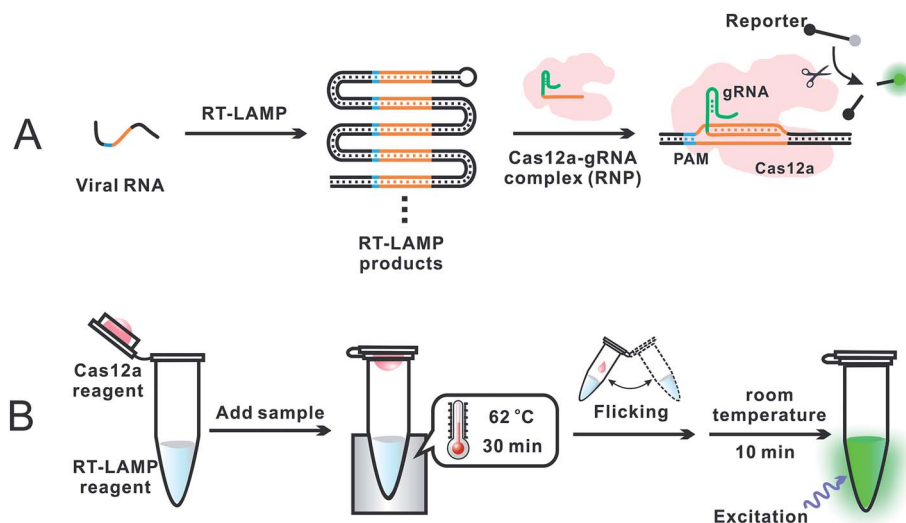 A
Viral RNA
RT-LAMP
RT-LAMP
products
Cas12a-gRNA
complex (RNP)
Reporter
gRNA
PAM
Cas12a
B
Cas12a
reagent
RT-LAMP
reagent
Add sample
62 °C
30 min
Flicking
room
temperature
10 min
Excitation